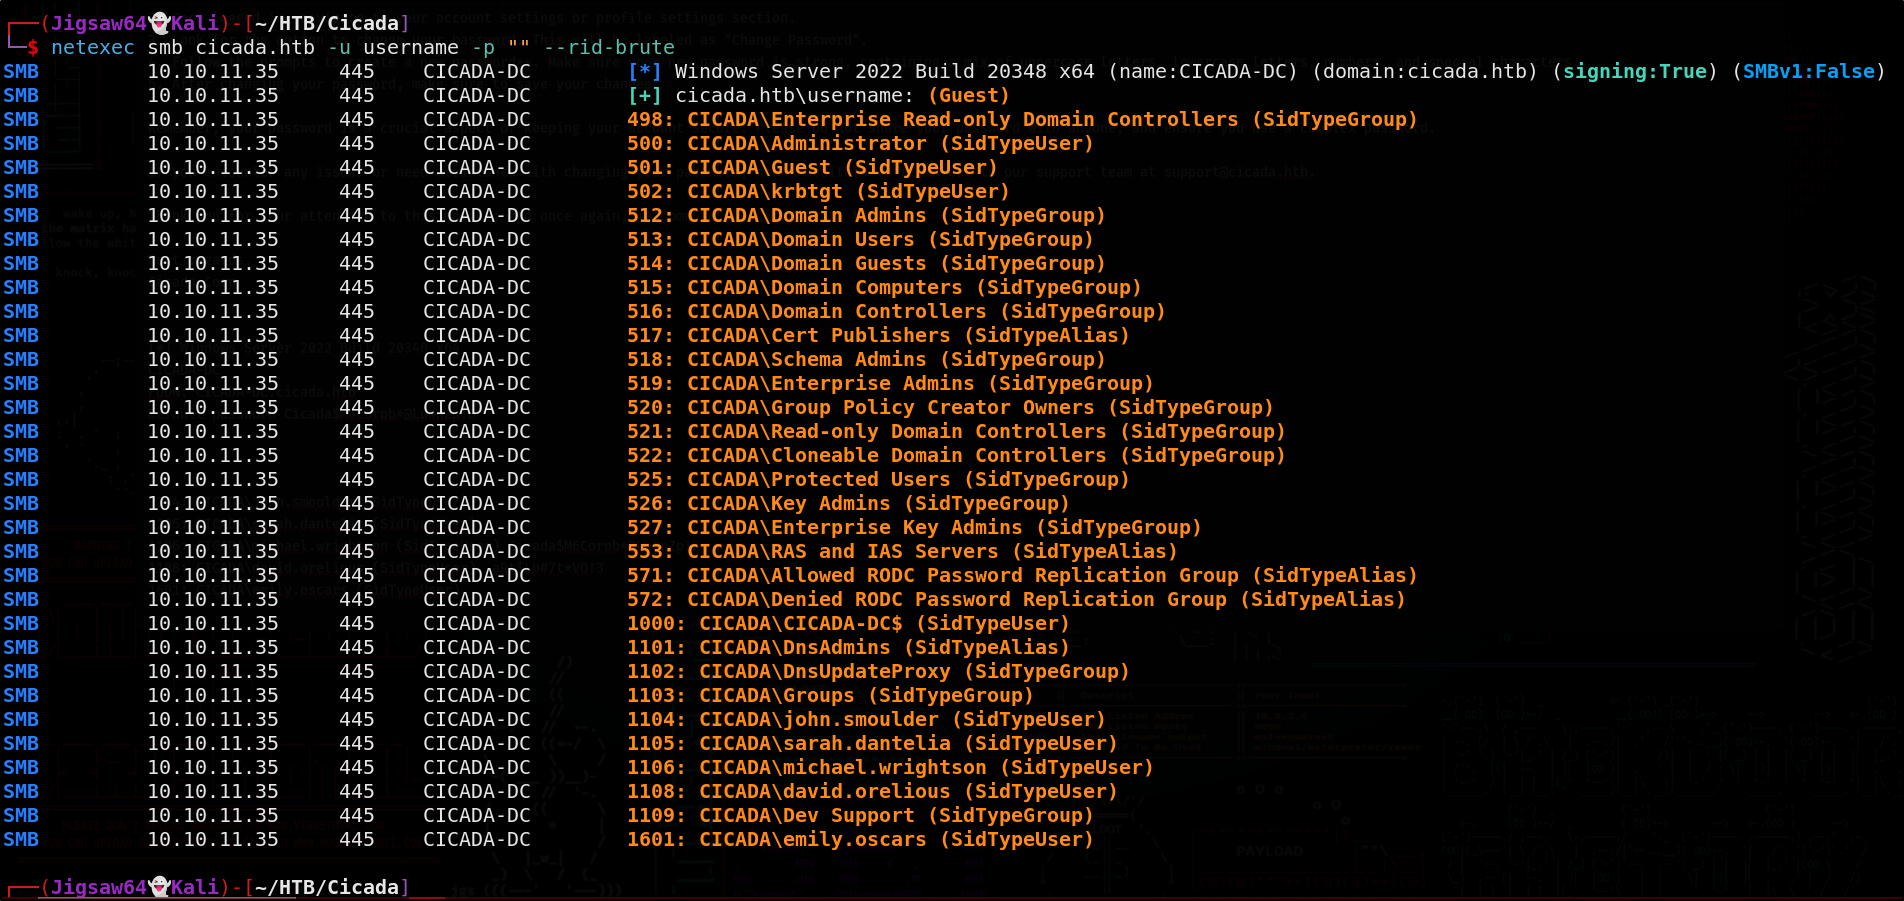 ┌──(Jigsaw64👻Kali)-[~/HTB/Cicada]
└─$ netexec smb cicada.htb -u username -p "" --rid-brute
SMB 10.10.11.35 445 CICADA-DC [*] Windows Server 2022 Build 20348 x64 (name:CICADA-DC) (domain:cicada.htb) (signing:True) (SMBv1:False)
SMB 10.10.11.35 445 CICADA-DC [+] cicada.htb\username: (Guest)
SMB 10.10.11.35 445 CICADA-DC 498: CICADA\Enterprise Read-only Domain Controllers (SidTypeGroup)
SMB 10.10.11.35 445 CICADA-DC 500: CICADA\Administrator (SidTypeUser)
SMB 10.10.11.35 445 CICADA-DC 501: CICADA\Guest (SidTypeUser)
SMB 10.10.11.35 445 CICADA-DC 502: CICADA\krbtgt (SidTypeUser)
SMB 10.10.11.35 445 CICADA-DC 512: CICADA\Domain Admins (SidTypeGroup)
SMB 10.10.11.35 445 CICADA-DC 513: CICADA\Domain Users (SidTypeGroup)
SMB 10.10.11.35 445 CICADA-DC 514: CICADA\Domain Guests (SidTypeGroup)
SMB 10.10.11.35 445 CICADA-DC 515: CICADA\Domain Computers (SidTypeGroup)
SMB 10.10.11.35 445 CICADA-DC 516: CICADA\Domain Controllers (SidTypeGroup)
SMB 10.10.11.35 445 CICADA-DC 517: CICADA\Cert Publishers (SidTypeAlias)
SMB 10.10.11.35 445 CICADA-DC 518: CICADA\Schema Admins (SidTypeGroup)
SMB 10.10.11.35 445 CICADA-DC 519: CICADA\Enterprise Admins (SidTypeGroup)
SMB 10.10.11.35 445 CICADA-DC 520: CICADA\Group Policy Creator Owners (SidTypeGroup)
SMB 10.10.11.35 445 CICADA-DC 521: CICADA\Read-only Domain Controllers (SidTypeGroup)
SMB 10.10.11.35 445 CICADA-DC 522: CICADA\Cloneable Domain Controllers (SidTypeGroup)
SMB 10.10.11.35 445 CICADA-DC 525: CICADA\Protected Users (SidTypeGroup)
SMB 10.10.11.35 445 CICADA-DC 526: CICADA\Key Admins (SidTypeGroup)
SMB 10.10.11.35 445 CICADA-DC 527: CICADA\Enterprise Key Admins (SidTypeGroup)
SMB 10.10.11.35 445 CICADA-DC 553: CICADA\RAS and IAS Servers (SidTypeAlias)
SMB 10.10.11.35 445 CICADA-DC 571: CICADA\Allowed RODC Password Replication Group (SidTypeAlias)
SMB 10.10.11.35 445 CICADA-DC 572: CICADA\Denied RODC Password Replication Group (SidTypeAlias)
SMB 10.10.11.35 445 CICADA-DC 1000: CICADA\CICADA-DC$ (SidTypeUser)
SMB 10.10.11.35 445 CICADA-DC 1101: CICADA\DnsAdmins (SidTypeAlias)
SMB 10.10.11.35 445 CICADA-DC 1102: CICADA\DnsUpdateProxy (SidTypeGroup)
SMB 10.10.11.35 445 CICADA-DC 1103: CICADA\Groups (SidTypeGroup)
SMB 10.10.11.35 445 CICADA-DC 1104: CICADA\john.smoulder (SidTypeUser)
SMB 10.10.11.35 445 CICADA-DC 1105: CICADA\sarah.dantelia (SidTypeUser)
SMB 10.10.11.35 445 CICADA-DC 1106: CICADA\michael.wrightson (SidTypeUser)
SMB 10.10.11.35 445 CICADA-DC 1108: CICADA\david.orelious (SidTypeUser)
SMB 10.10.11.35 445 CICADA-DC 1109: CICADA\Dev Support (SidTypeGroup)
SMB 10.10.11.35 445 CICADA-DC 1601: CICADA\emily.oscars (SidTypeUser)
┌──(Jigsaw64👻Kali)-[~/HTB/Cicada]